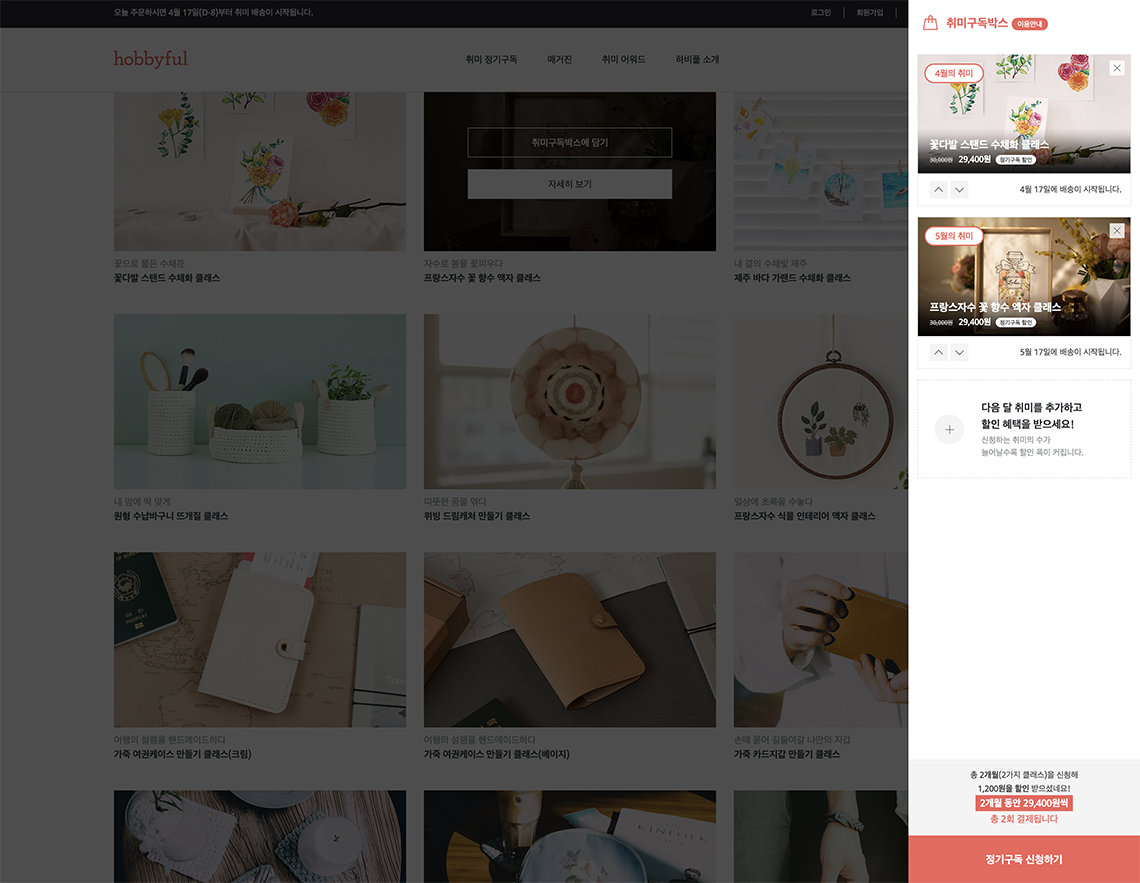 오늘 주문하시면 4월 17일(D-8)부터 취미 배송이 시작됩니다.
로그인
회원가입
hobbyful
취미 정기구독
매거진
취미 어워드
하비풀 소개
취미구독박스에 담기
자세히 보기
꽃으로 물든 수채화
꽃다발 스탠드 수채화 클래스
자수로 봄을 꽃피우다
프랑스자수 꽃 향수 액자 클래스
내 곁의 수채빛 제주
제주 바다 가랜드 수채화 클래스
내 맘에 딱 맞게
원형 수납바구니 뜨개질 클래스
따뜻한 꿈을 엮다
위빙 드림캐쳐 만들기 클래스
일상에 초록을 수놓다
프랑스자수 식물 인테리어 액자 클래스
여행의 설렘을 핸드메이드하다
가죽 여권케이스 만들기 클래스(크림)
여행의 설렘을 핸드메이드하다
가죽 여권케이스 만들기 클래스(베이지)
손때 묻어 길들여갈 나만의 지갑
가죽 카드지갑 만들기 클래스
KINFOLK
취미구독박스 이용안내
4월의 취미
꽃다발 스탠드 수채화 클래스
30,000원 29,400원 정기구독 할인
4월 17일에 배송이 시작됩니다.
5월의 취미
프랑스자수 꽃 향수 액자 클래스
30,000원 29,400원 정기구독 할인
5월 17일에 배송이 시작됩니다.
다음 달 취미를 추가하고
할인 혜택을 받으세요!
신청하는 취미의 수가
늘어날수록 할인 폭이 커집니다.
총 2개월(2가지 클래스)을 신청해
1,200원을 할인 받으셨네요!
2개월 동안 29,400원씩
총 2회 결제됩니다
정기구독 신청하기